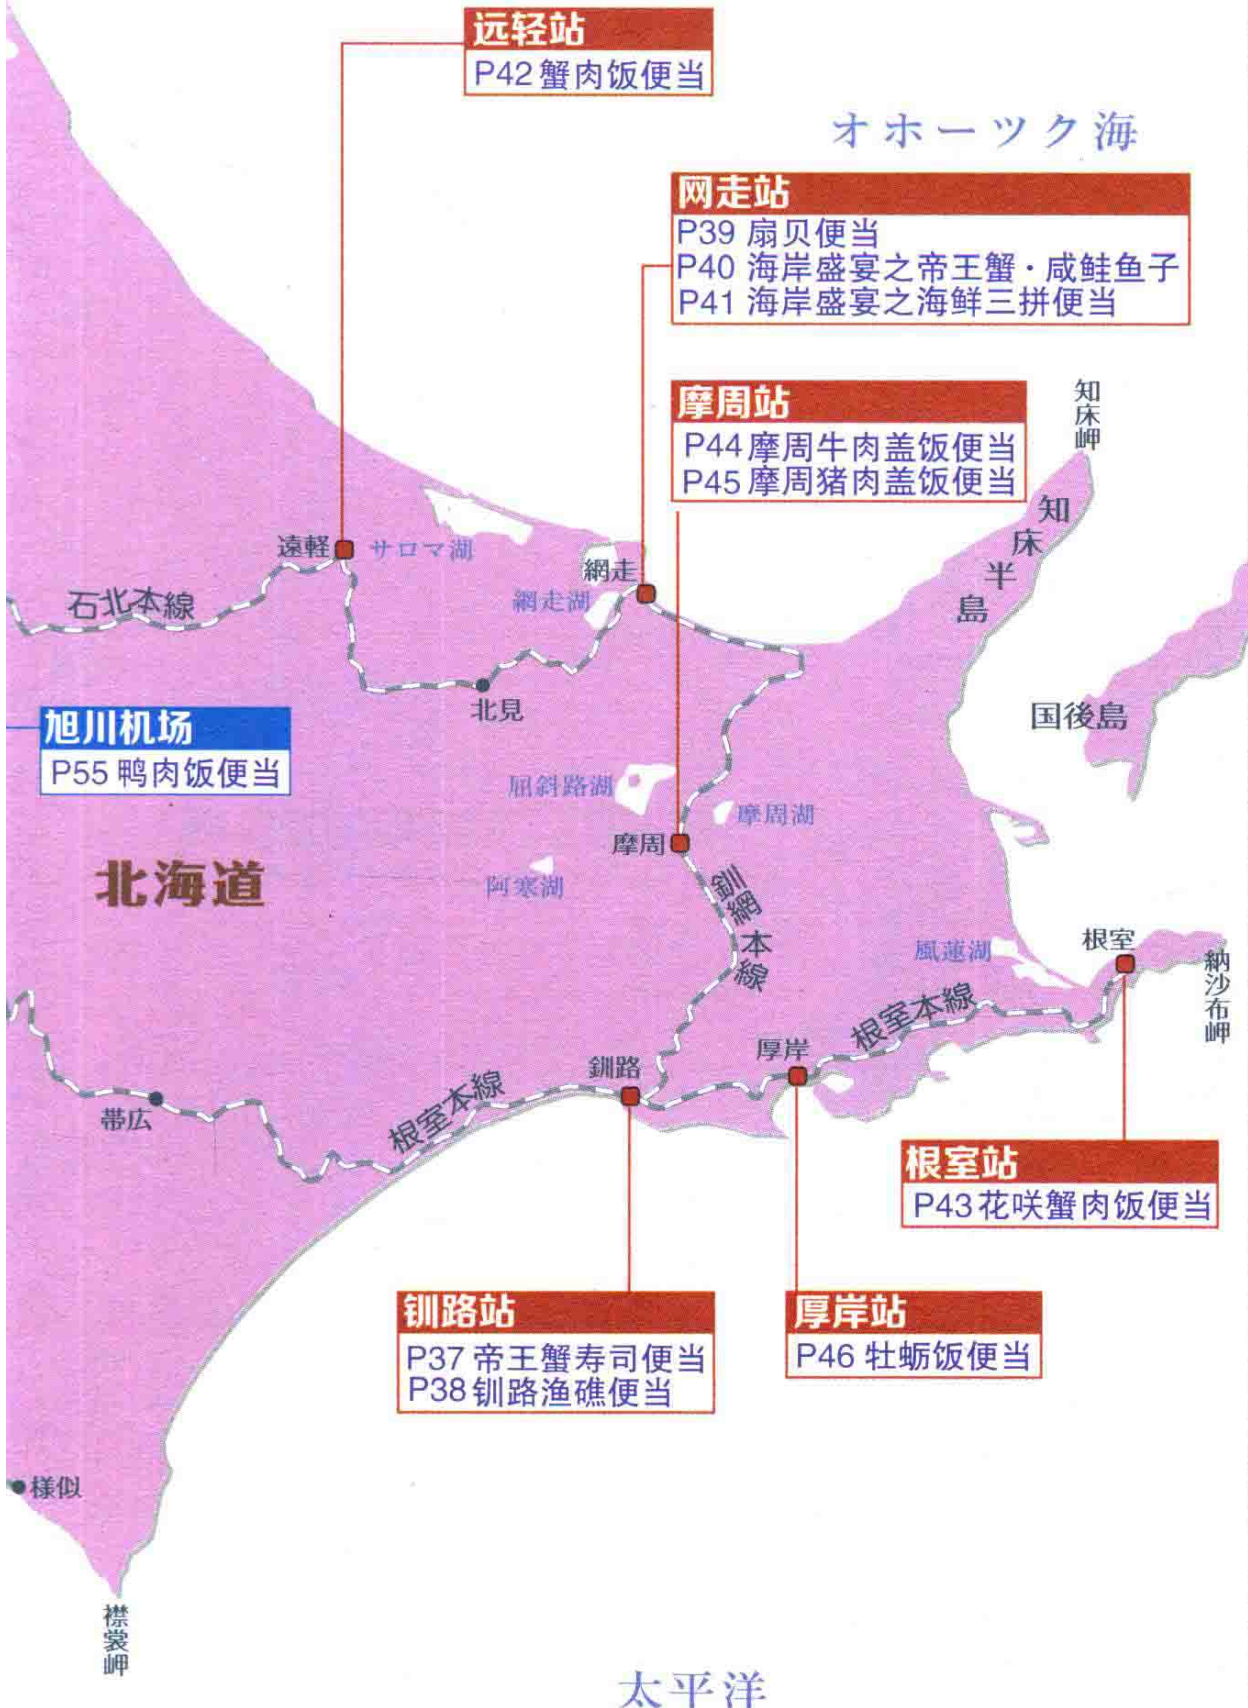 远轻站
P42 蟹肉饭便当
オホーツク海
网走站
P39 扇贝便当
P40 海岸盛宴之帝王蟹·咸鲑鱼子
P41 海岸盛宴之海鲜三拼便当
摩周站
P44 摩周牛肉盖饭便当
P45 摩周猪肉盖饭便当
知床岬
知床半島
遠軽
サロマ湖
網走
網走湖
石北本線
北見
国後島
旭川机场
P55 鸭肉饭便当
屈斜路湖
摩周湖
摩周
阿寒湖
北海道
釧網本線
風蓮湖
根室
納沙布岬
根室本線
厚岸
釧路
根室本線
帯広
根室站
P43 花咲蟹肉饭便当
钏路站
P37 帝王蟹寿司便当
P38 钏路渔礁便当
厚岸站
P46 牡蛎饭便当
様似
襟裳岬
太平洋